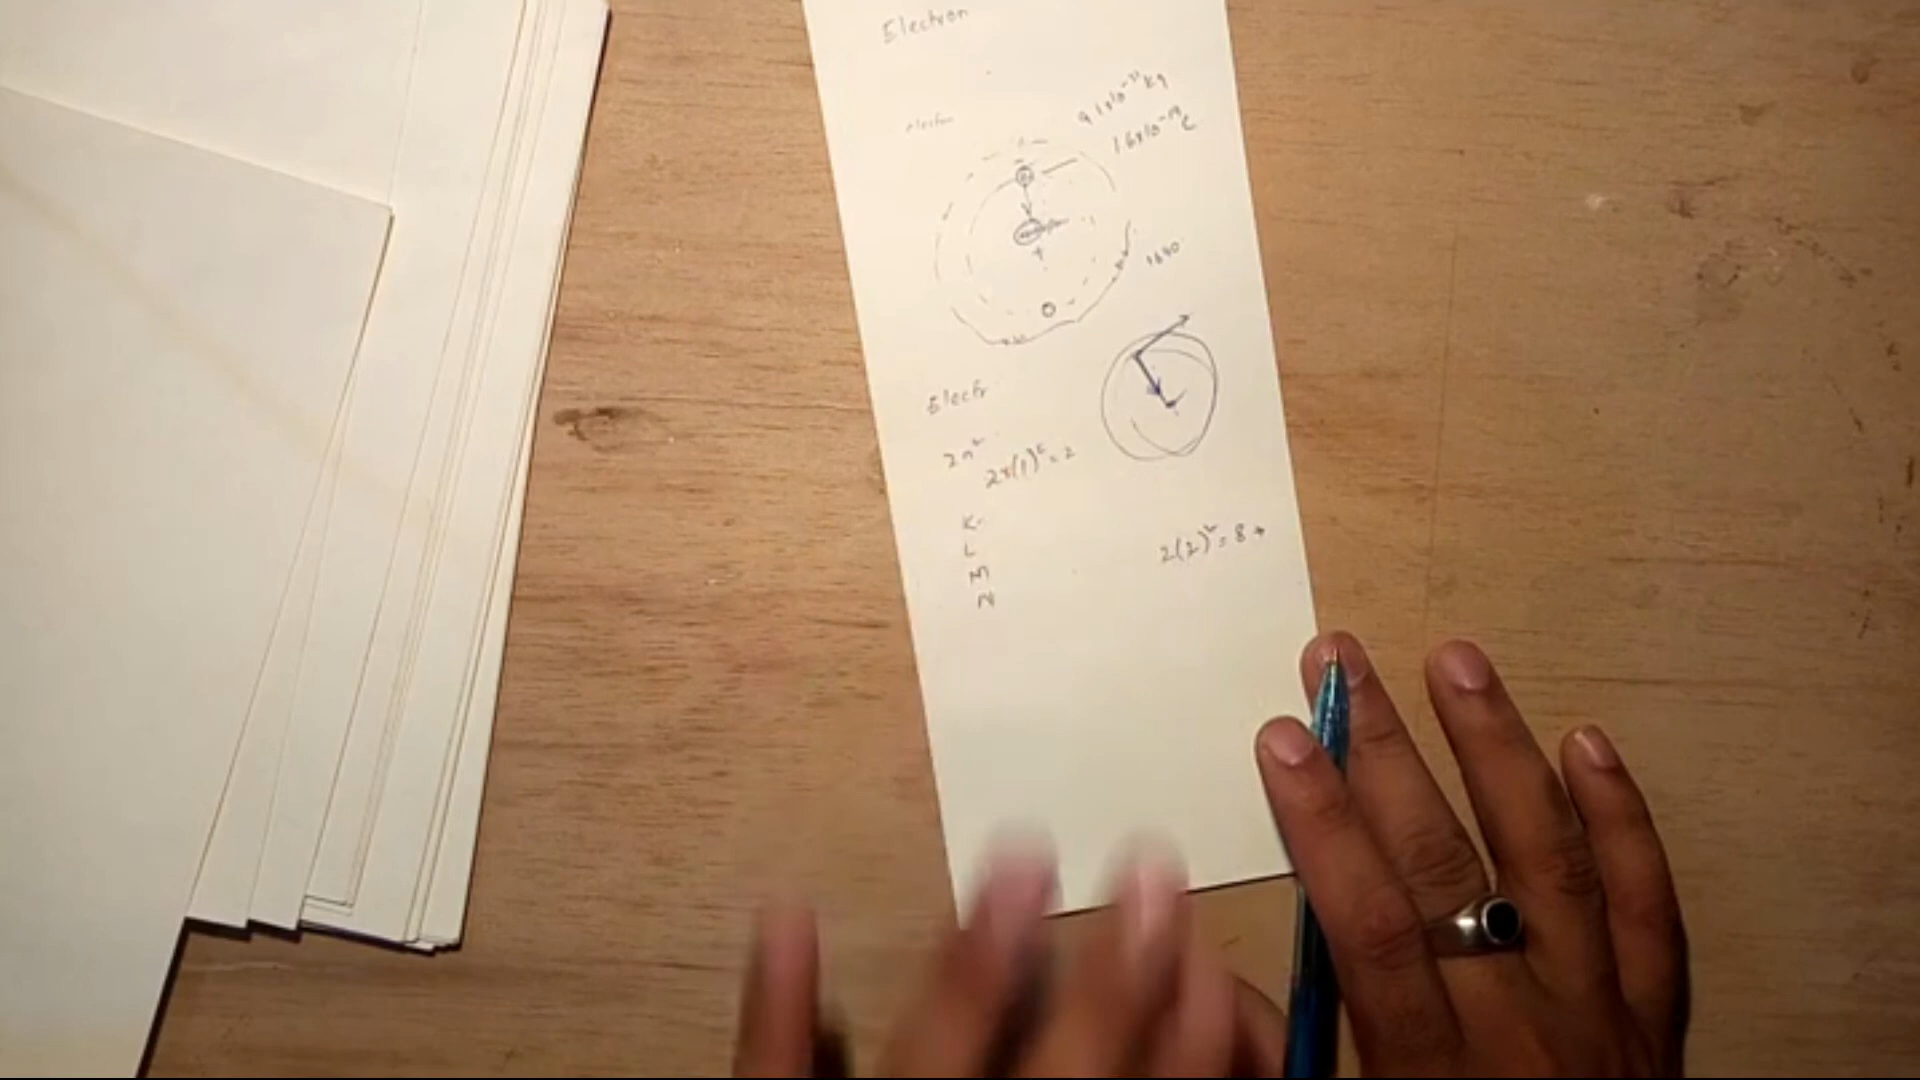 Electron
electron
9.1x10⁻³¹ kg
1.6x10⁻¹⁹ C
1840
Electr
2n²
2x(1)² = 2
K
L
M
N
2(2)² = 8